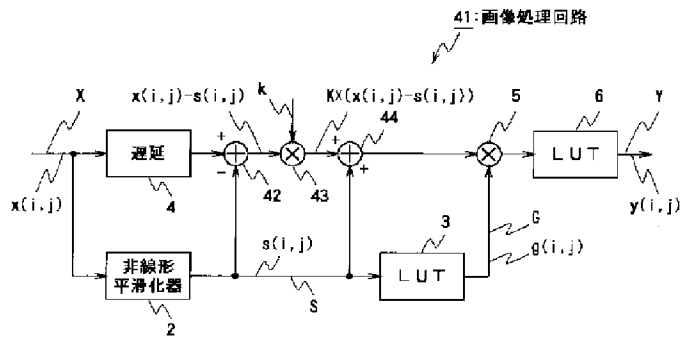 41:画像処理回路
X
x(i,j)-s(i,j)
k
K×(x(i,j)-s(i,j))
44
5
6
Y
遅延
+
-
+
+
LUT
x(i,j)
4
42
43
y(i,j)
s(i,j)
3
G
g(i,j)
非線形
平滑化器
LUT
S
2